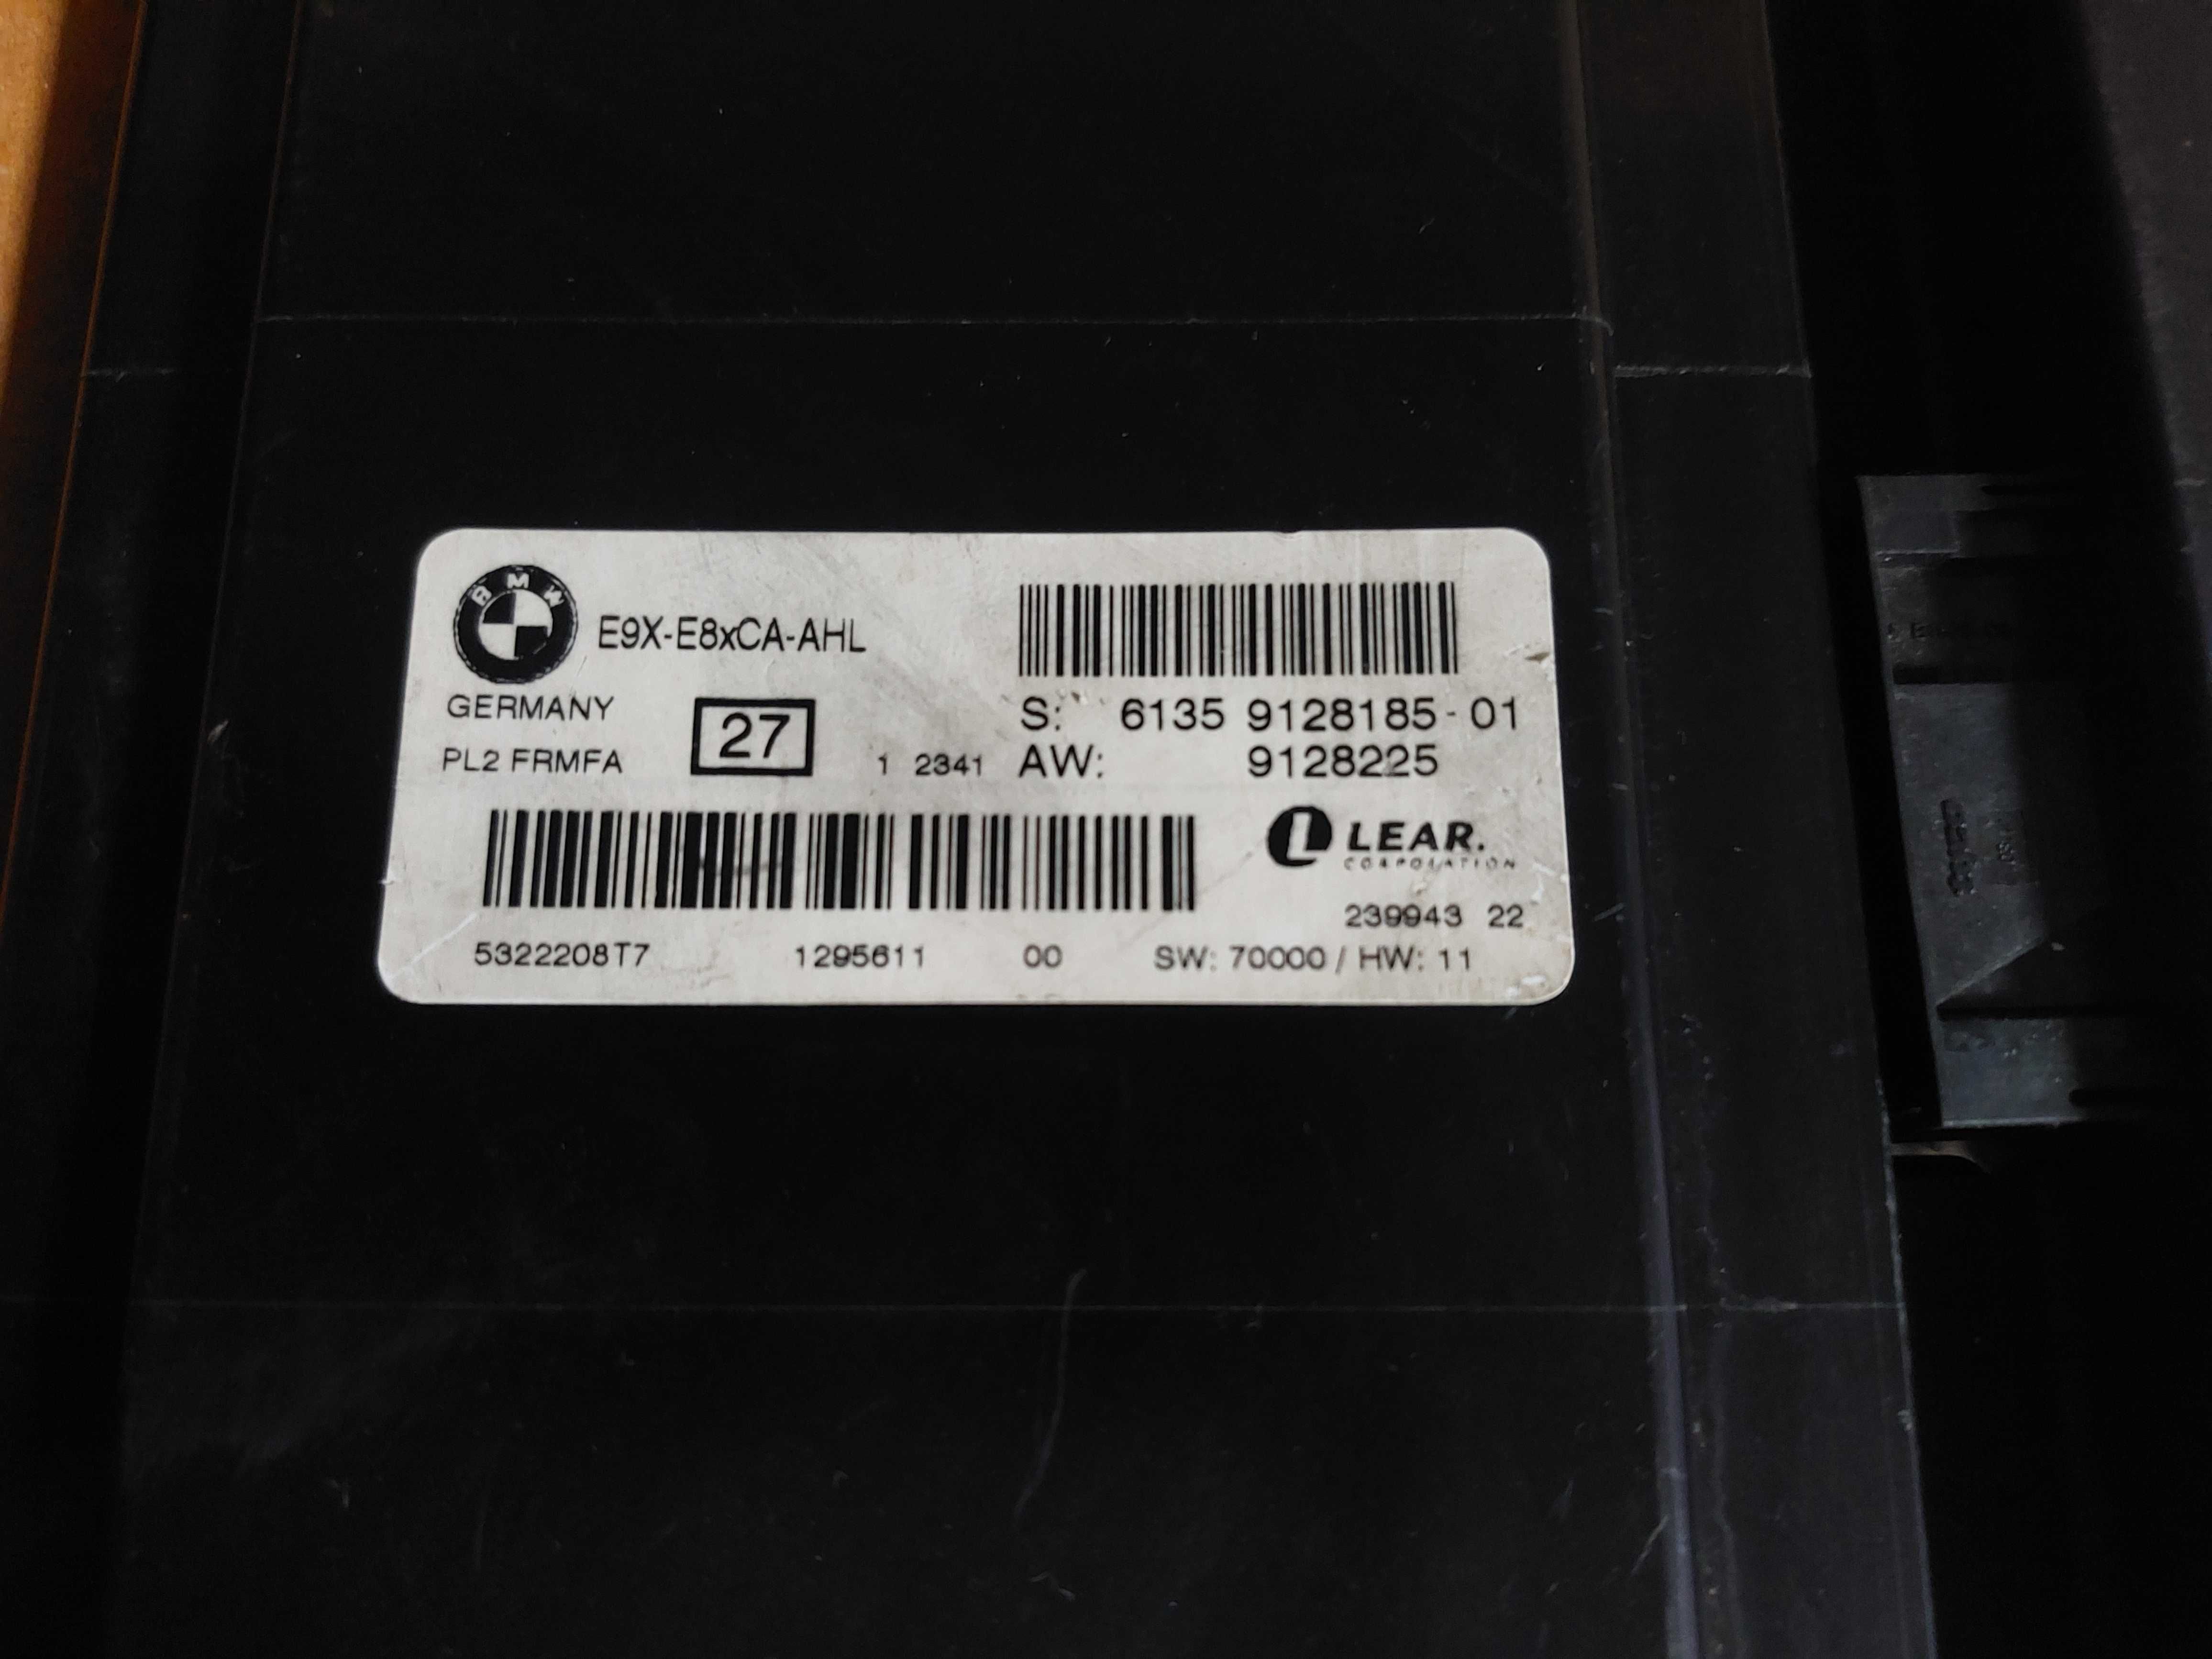 BMW
E9X-E8xCA-AHL
GERMANY
27
S: 6135 9128185-01
PL2 FRMFA
1 2341
AW: 9128225
LEAR.
CORPORATION
239943 22
5322208T7 1295611 00 SW: 70000 / HW: 11